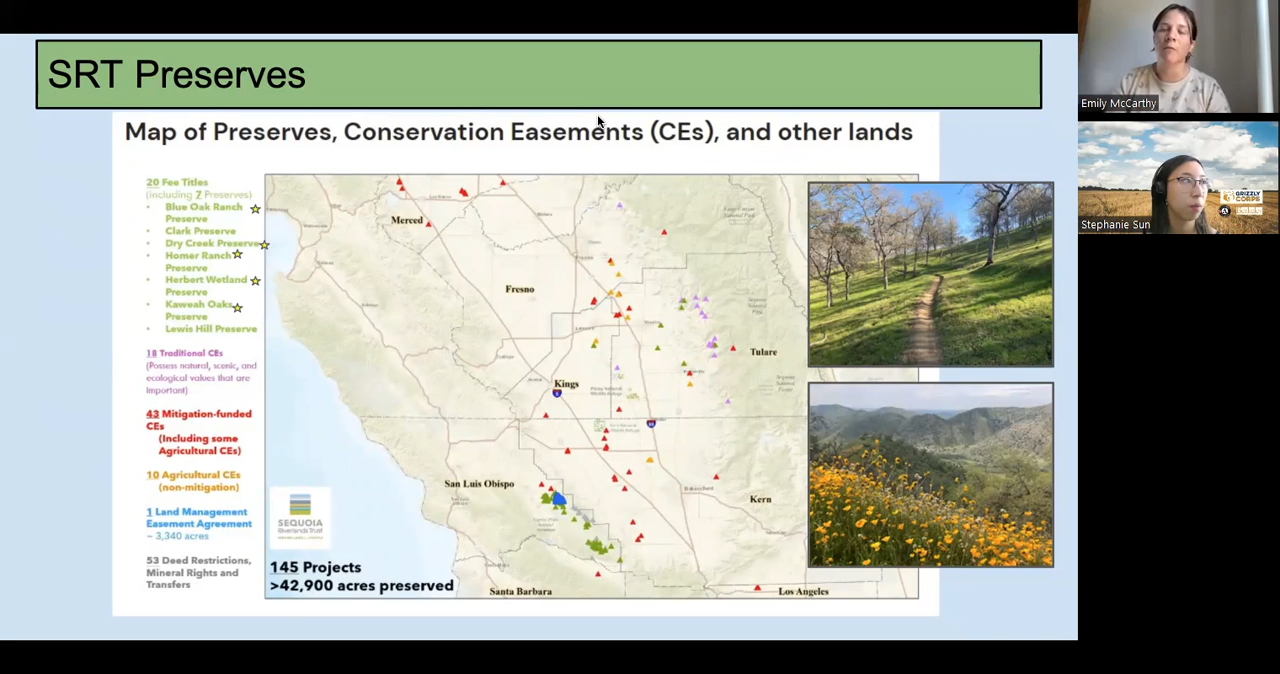 SRT Preserves
Map of Preserves, Conservation Easements (CEs), and other lands
20 Fee Titles
(including 7 Preserves)
• Blue Oak Ranch
Preserve
• Clark Preserve
• Dry Creek Preserve
• Homer Ranch
Preserve
• Herbert Wetland
Preserve
• Kaweah Oaks
Preserve
• Lewis Hill Preserve
18 Traditional CEs
(Possess natural, scenic, and
ecological values that are
important)
43 Mitigation-funded
CEs
(Including some
Agricultural CEs)
10 Agricultural CEs
(non-mitigation)
1 Land Management
Easement Agreement
~ 3,340 acres
53 Deed Restrictions,
Mineral Rights and
Transfers
Merced
Fresno
Tulare
Kings
San Luis Obispo
Kern
SEQUOIA
Riverlands Trust
145 Projects
>42,900 acres preserved
Santa Barbara
Los Angeles
Emily McCarthy
GRIZZLY
CORPS
Stephanie Sun